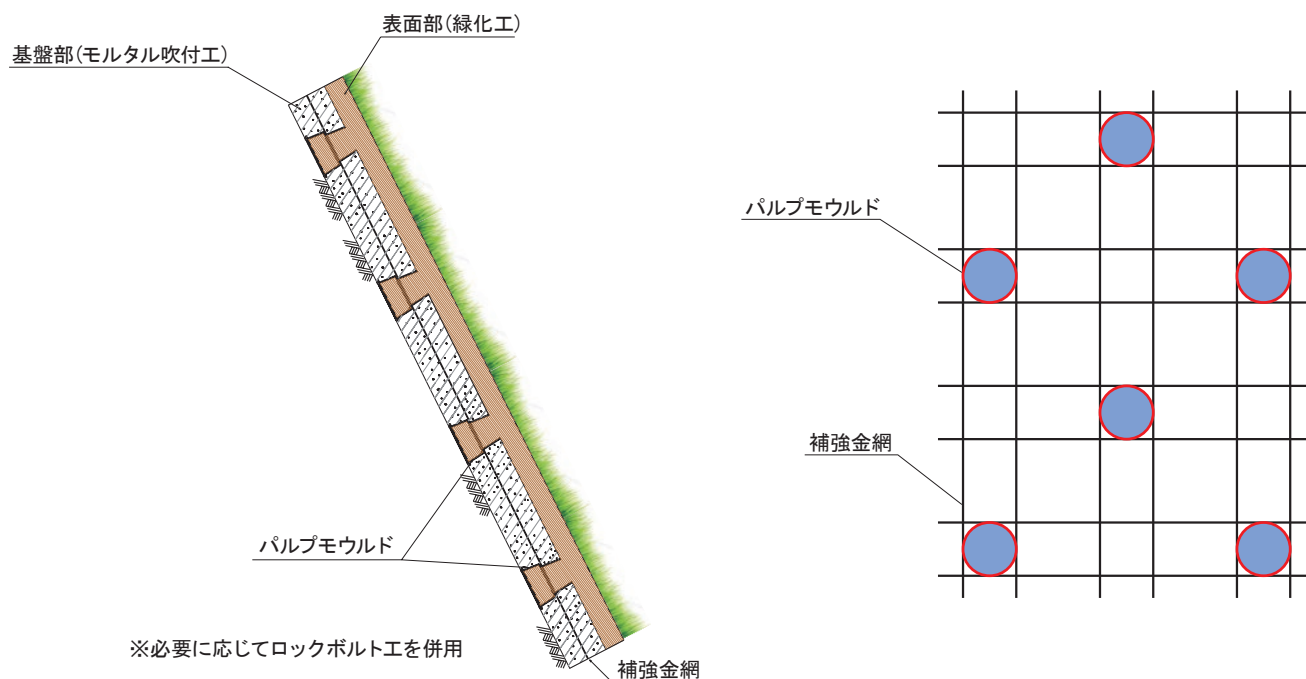 表面部(緑化工)
基盤部(モルタル吹付工)
パルプモウルド
補強金網
パルプモウルド
※必要に応じてロックボルト工を併用
補強金網